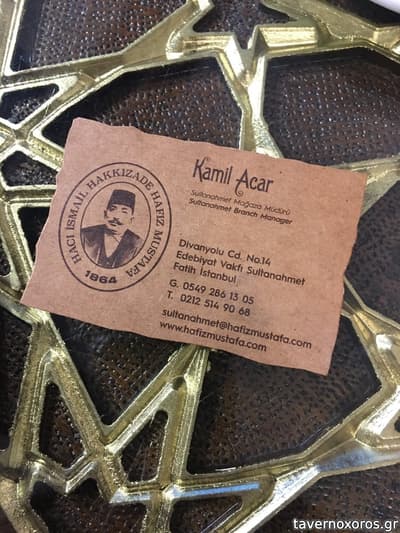 HACI İSMAİL HAKKIZADE HAFIZ MUSTAFA
1864
Kamil Acar
Sultanahmet Mağaza Müdürü
Sultanahmet Branch Manager
Divanyolu Cd. No.14
Edebiyat Vakfı Sultanahmet
Fatih İstanbul
G. 0549 286 13 05
T. 0212 514 90 68
sultanahmet@hafizmustafa.com
www.hafizmustafa.com
tavernoxoros.gr